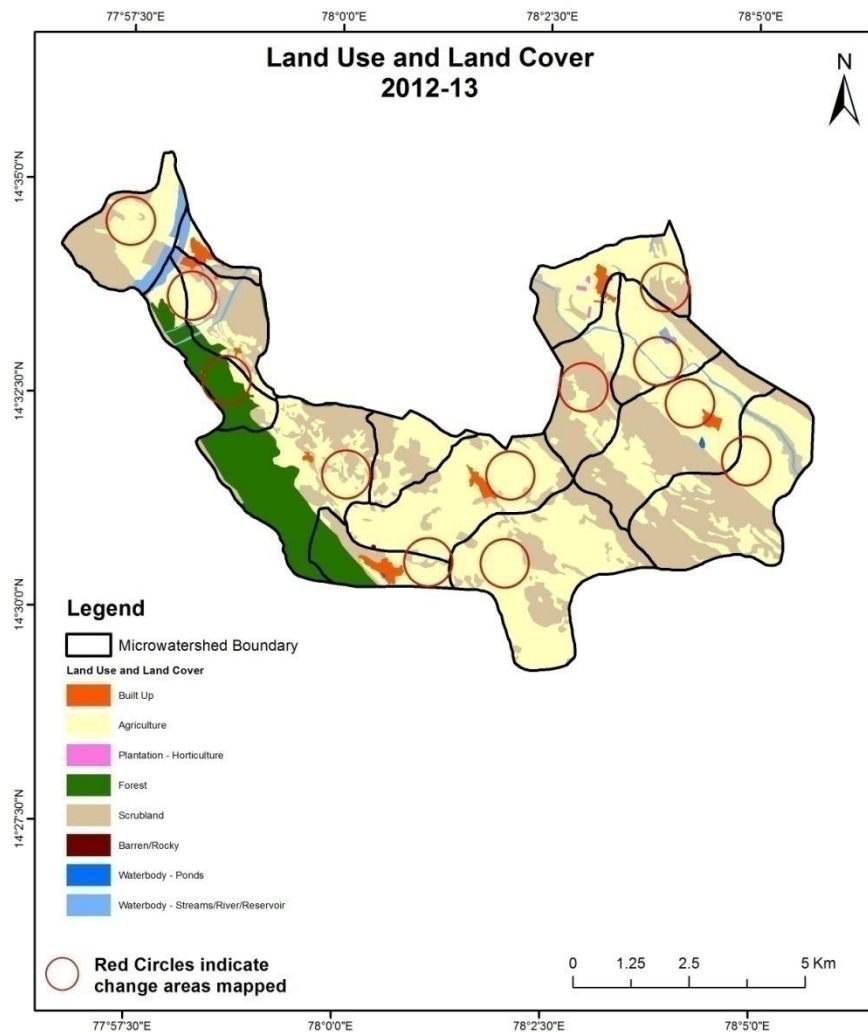 77°57'30"E
78°0'0"E
78°2'30"E
78°5'0"E
Land Use and Land Cover
2012-13
N
14°35'0"N
14°32'30"N
14°30'0"N
14°27'30"N
Legend
Microwatershed Boundary
Land Use and Land Cover
Built Up
Agriculture
Plantation - Horticulture
Forest
Scrubland
Barren/Rocky
Waterbody - Ponds
Waterbody - Streams/River/Reservoir
Red Circles indicate
change areas mapped
0 1.25 2.5 5 Km
77°57'30"E
78°0'0"E
78°2'30"E
78°5'0"E